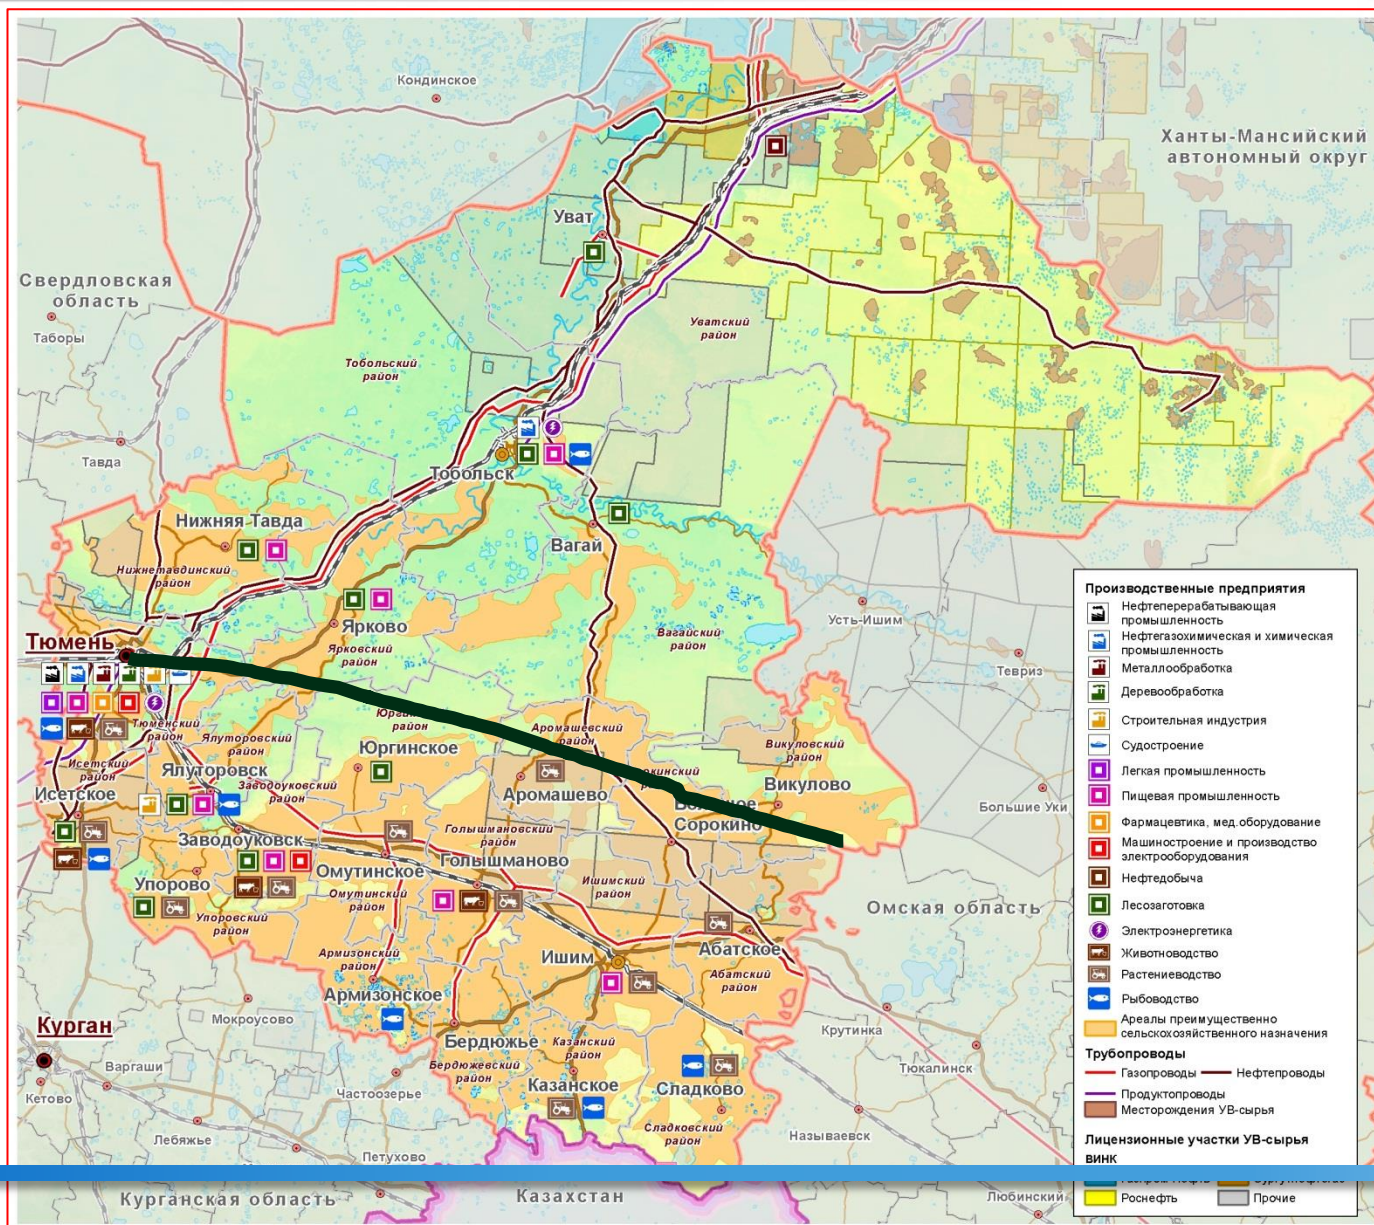 Кондинское
Ханты-Мансийский
автономный округ
Уват
Свердловская
область
Таборы
Уватский
район
Тобольский
район
Тавда
Тобольск
Нижняя Тавда
Вагай
Нижнетавдинский
район
Ярково
Усть-Ишим
Тюмень
Ярковский
район
Вагайский
район
Тевриз
Тюменский
район
район
Аромашевский
район
Викуловский
район
Ялуторовский
район
Юргинское
Исетский
район
Ялуторовск
Заводоуковский
район
Исетское
Аромашево
Викулово
Сорокино
Большие Уки
Заводоуковск
Голышмановский
район
Омутинское
Голышманово
Упорово
Омутинский
район
Ишимский
район
Упоровский
район
Омская область
Армизонский
район
Ишим
Абатское
Абатский
район
Армизонское
Мокроусово
Курган
Бердюжье
Казанский
район
Крутинка
Варгаши
Бердюжевский
район
Тюкалинск
Кетово
Частоозерье
Казанское
Сладково
Лебяжье
Сладковский
район
Называевск
Петухово
Курганская область
Казахстан
Любинский
Производственные предприятия
Нефтеперерабатывающая
промышленность
Нефтегазохимическая и химическая
промышленность
Металлообработка
Деревообработка
Строительная индустрия
Судостроение
Легкая промышленность
Пищевая промышленность
Фармацевтика, мед.оборудование
Машиностроение и производство
электрооборудования
Нефтедобыча
Лесозаготовка
Электроэнергетика
Животноводство
Растениеводство
Рыбоводство
Ареалы преимущественно
сельскохозяйственного назначения
Трубопроводы
Газопроводы Нефтепроводы
Продуктопроводы
Месторождения УВ-сырья
Лицензионные участки УВ-сырья
ВИНК
Роснефть Прочие